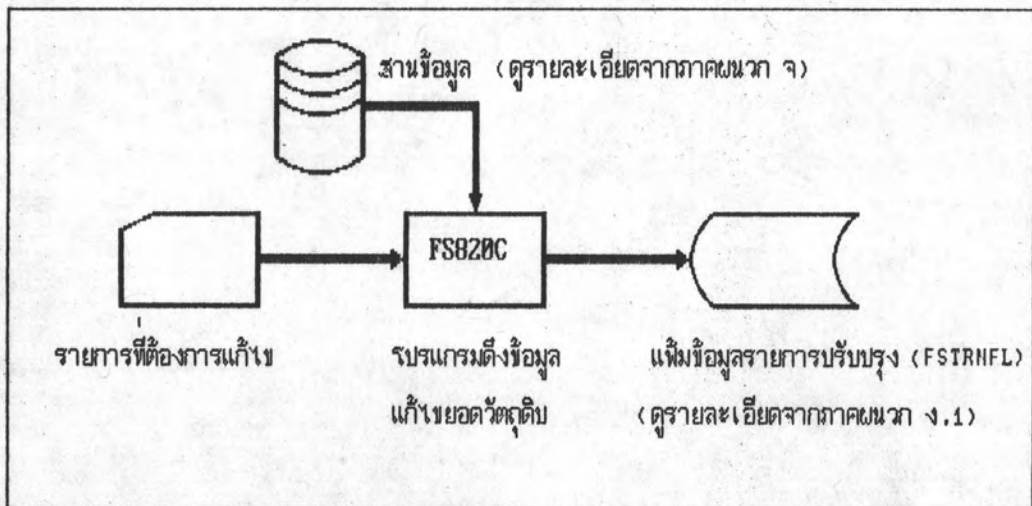 ฐานข้อมูล (ดูรายละเอียดจากภาคผนวก จ)
FS820C
รายการที่ต้องการแก้ไข
โปรแกรมดึงข้อมูล
แก้ไขยอดวัตถุดิบ
แฟ้มข้อมูลรายการปรับปรุง (FSTRNFL)
(ดูรายละเอียดจากภาคผนวก ง.1)